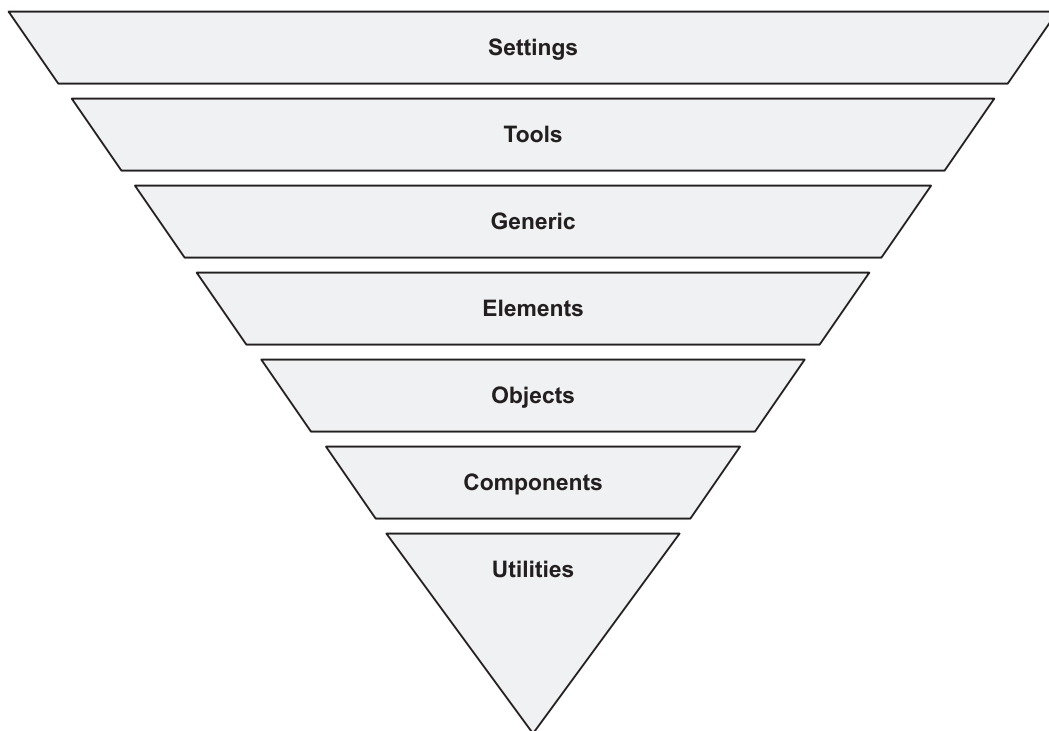 Settings
Tools
Generic
Elements
Objects
Components
Utilities